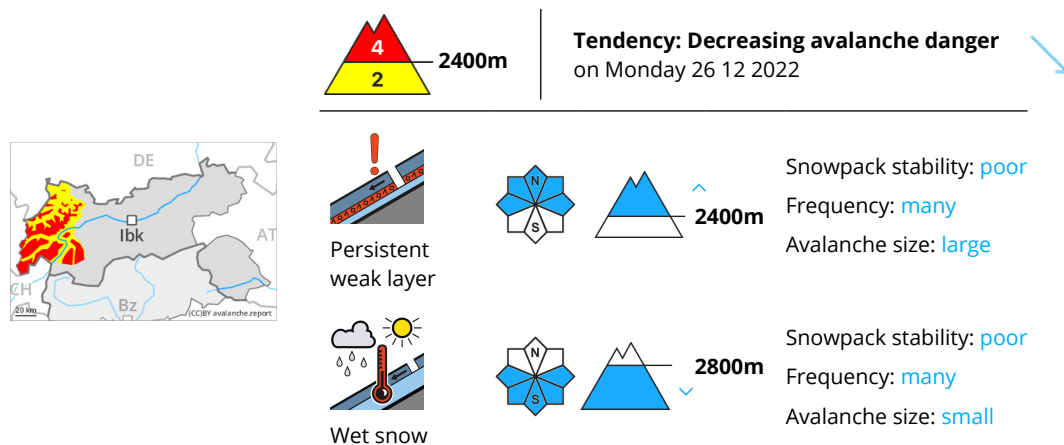 4
2
2400m
Tendency: Decreasing avalanche danger
on Monday 26 12 2022
DE
Ibk
AT
CH
Bz
20 km
(CC)BY avalanche.report
Persistent
weak layer
N
S
2400m
Snowpack stability: poor
Frequency: many
Avalanche size: large
Wet snow
N
S
2800m
Snowpack stability: poor
Frequency: many
Avalanche size: small